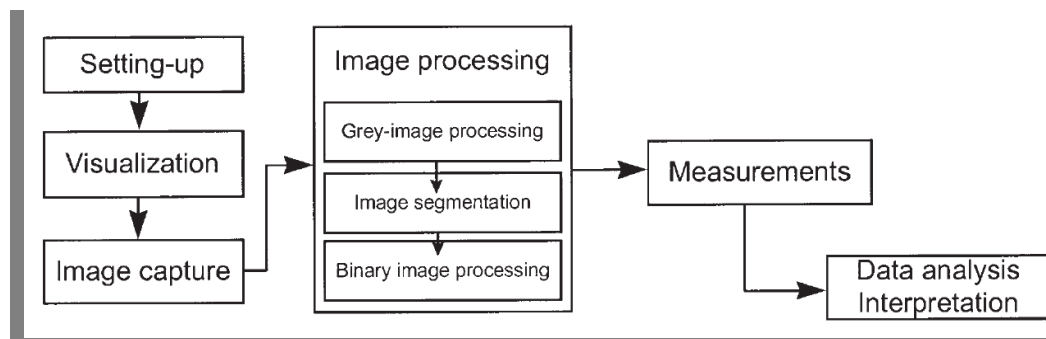 Setting-up
Visualization
Image capture
Image processing
Grey-image processing
Image segmentation
Binary image processing
Measurements
Data analysis
Interpretation